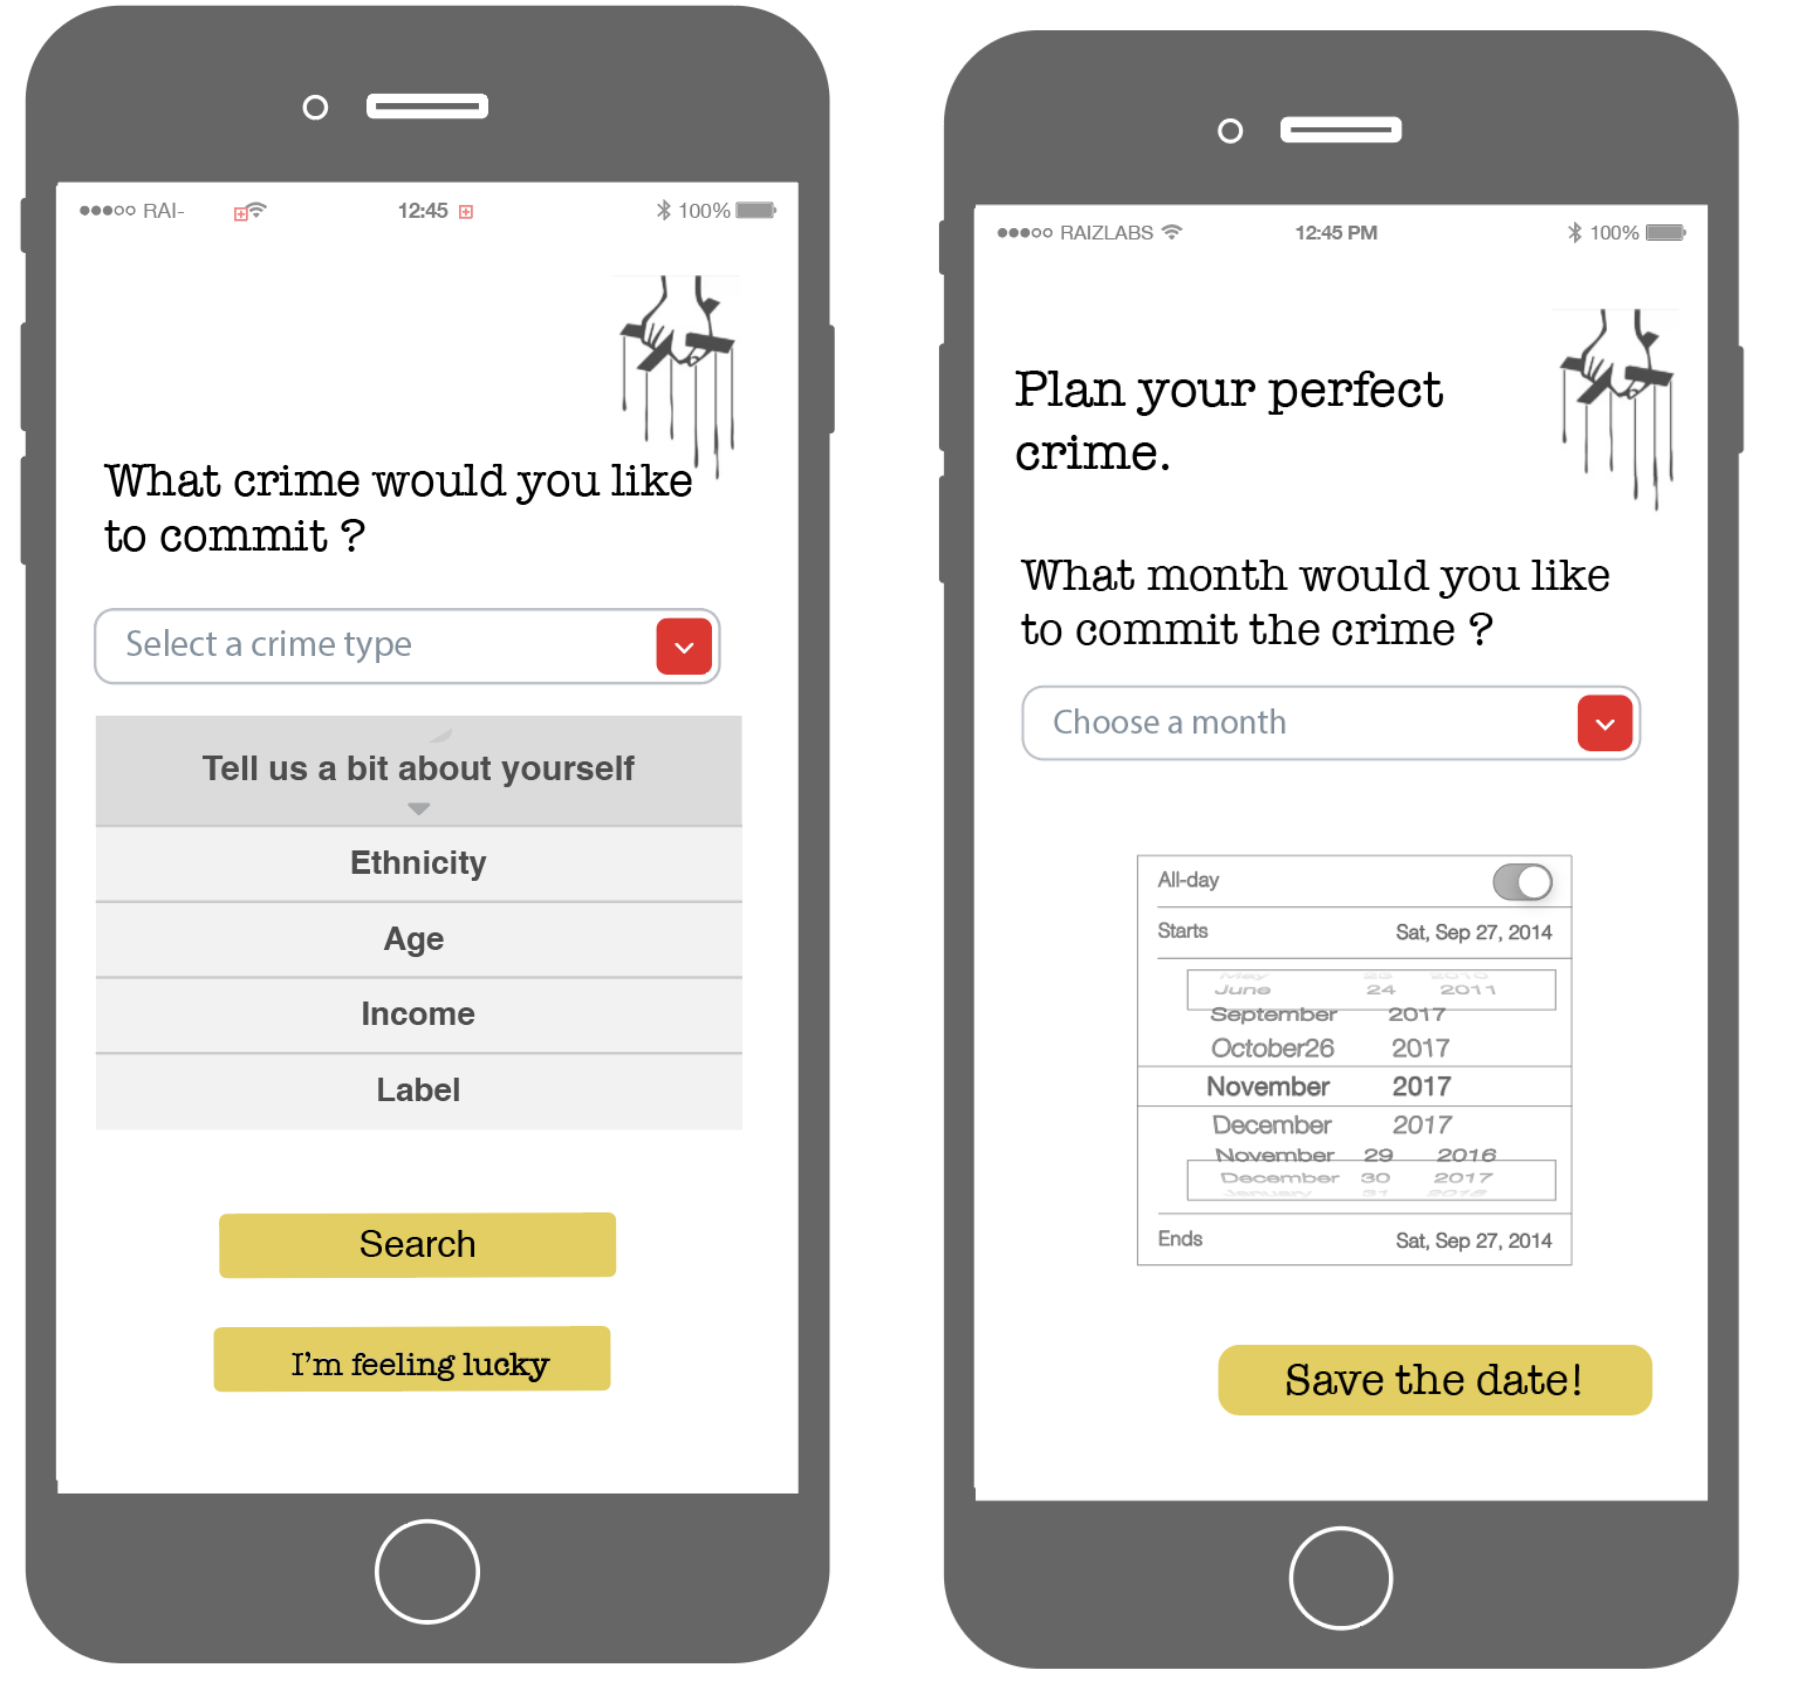 RAI-
12:45
100%
What crime would you like
to commit ?
Select a crime type
Tell us a bit about yourself
Ethnicity
Age
Income
Label
Search
I'm feeling lucky
RAIZLABS
12:45 PM
100%
Plan your perfect
crime.
What month would you like
to commit the crime ?
Choose a month
All-day
Starts Sat, Sep 27, 2014
June 24 2011
September 2017
October26 2017
November 2017
December 2017
November 29 2016
December 30 2017
January 31 2018
Ends Sat, Sep 27, 2014
Save the date!